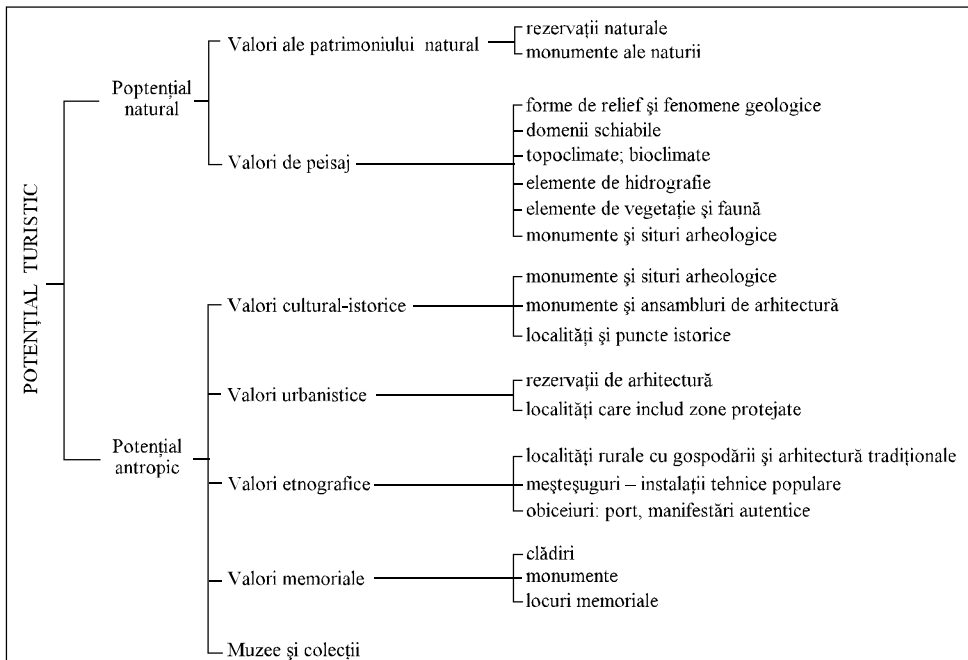 POTENȚIAL TURISTIC
Poptențial
natural
Valori ale patrimoniului natural
rezervații naturale
monumente ale naturii
Valori de peisaj
forme de relief şi fenomene geologice
domenii schiabile
topoclimate; bioclimate
elemente de hidrografie
elemente de vegetație şi faună
monumente şi situri arheologice
Potențial
antropic
Valori cultural-istorice
monumente şi situri arheologice
monumente şi ansambluri de arhitectură
localități şi puncte istorice
Valori urbanistice
rezervații de arhitectură
localități care includ zone protejate
Valori etnografice
localități rurale cu gospodării şi arhitectură tradiționale
meşteşuguri – instalații tehnice populare
obiceiuri: port, manifestări autentice
Valori memoriale
clădiri
monumente
locuri memoriale
Muzee şi colecții